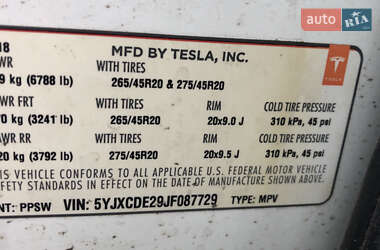 auto RIA
18 MFD BY TESLA, INC.
WR WITH TIRES
9 kg (6788 lb) 265/45R20 & 275/45R20
TESLA
WR FRT WITH TIRES RIM COLD TIRE PRESSURE
0 kg (3241 lb) 265/45R20 20x9.0 J 310 kPa, 45 psi
AWR RR WITH TIRES RIM COLD TIRE PRESSURE
20 kg (3792 lb) 275/45R20 20x9.5 J 310 kPa, 45 psi
IS VEHICLE CONFORMS TO ALL APPLICABLE U.S. FEDERAL MOTOR VEHICLE
SAFETY STANDARDS IN EFFECT ON THE DATE OF MANUFACTURE SHOWN ABOVE.
NT: PPSW VIN: 5YJXCDE29JF087729 TYPE: MPV